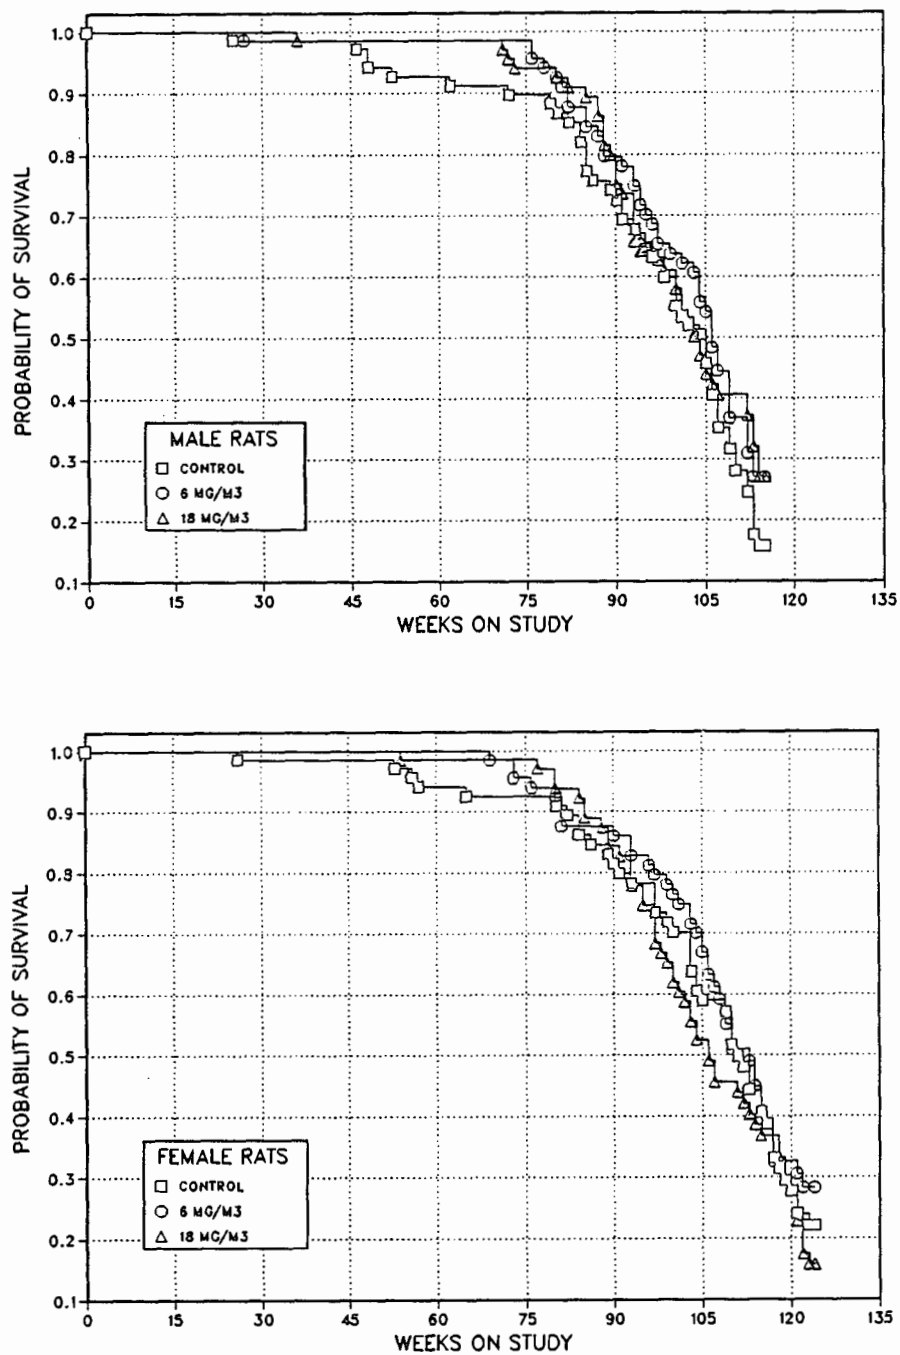 1.0
0.9
0.8
0.7
0.6
0.5
0.4
0.3
0.2
0.1
PROBABILITY OF SURVIVAL
MALE RATS
CONTROL
6 MG/M3
18 MG/M3
0 15 30 45 60 75 90 105 120 135
WEEKS ON STUDY
1.0
0.9
0.8
0.7
0.6
0.5
0.4
0.3
0.2
0.1
PROBABILITY OF SURVIVAL
FEMALE RATS
CONTROL
6 MG/M3
18 MG/M3
0 15 30 45 60 75 90 105 120 135
WEEKS ON STUDY